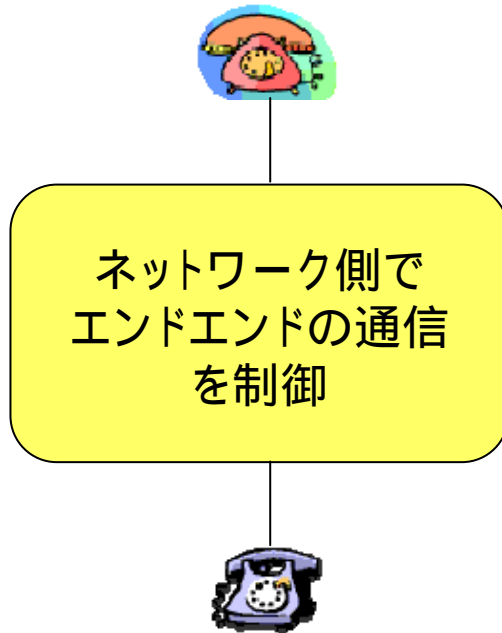 ネットワーク側で
エンドエンドの通信
を制御